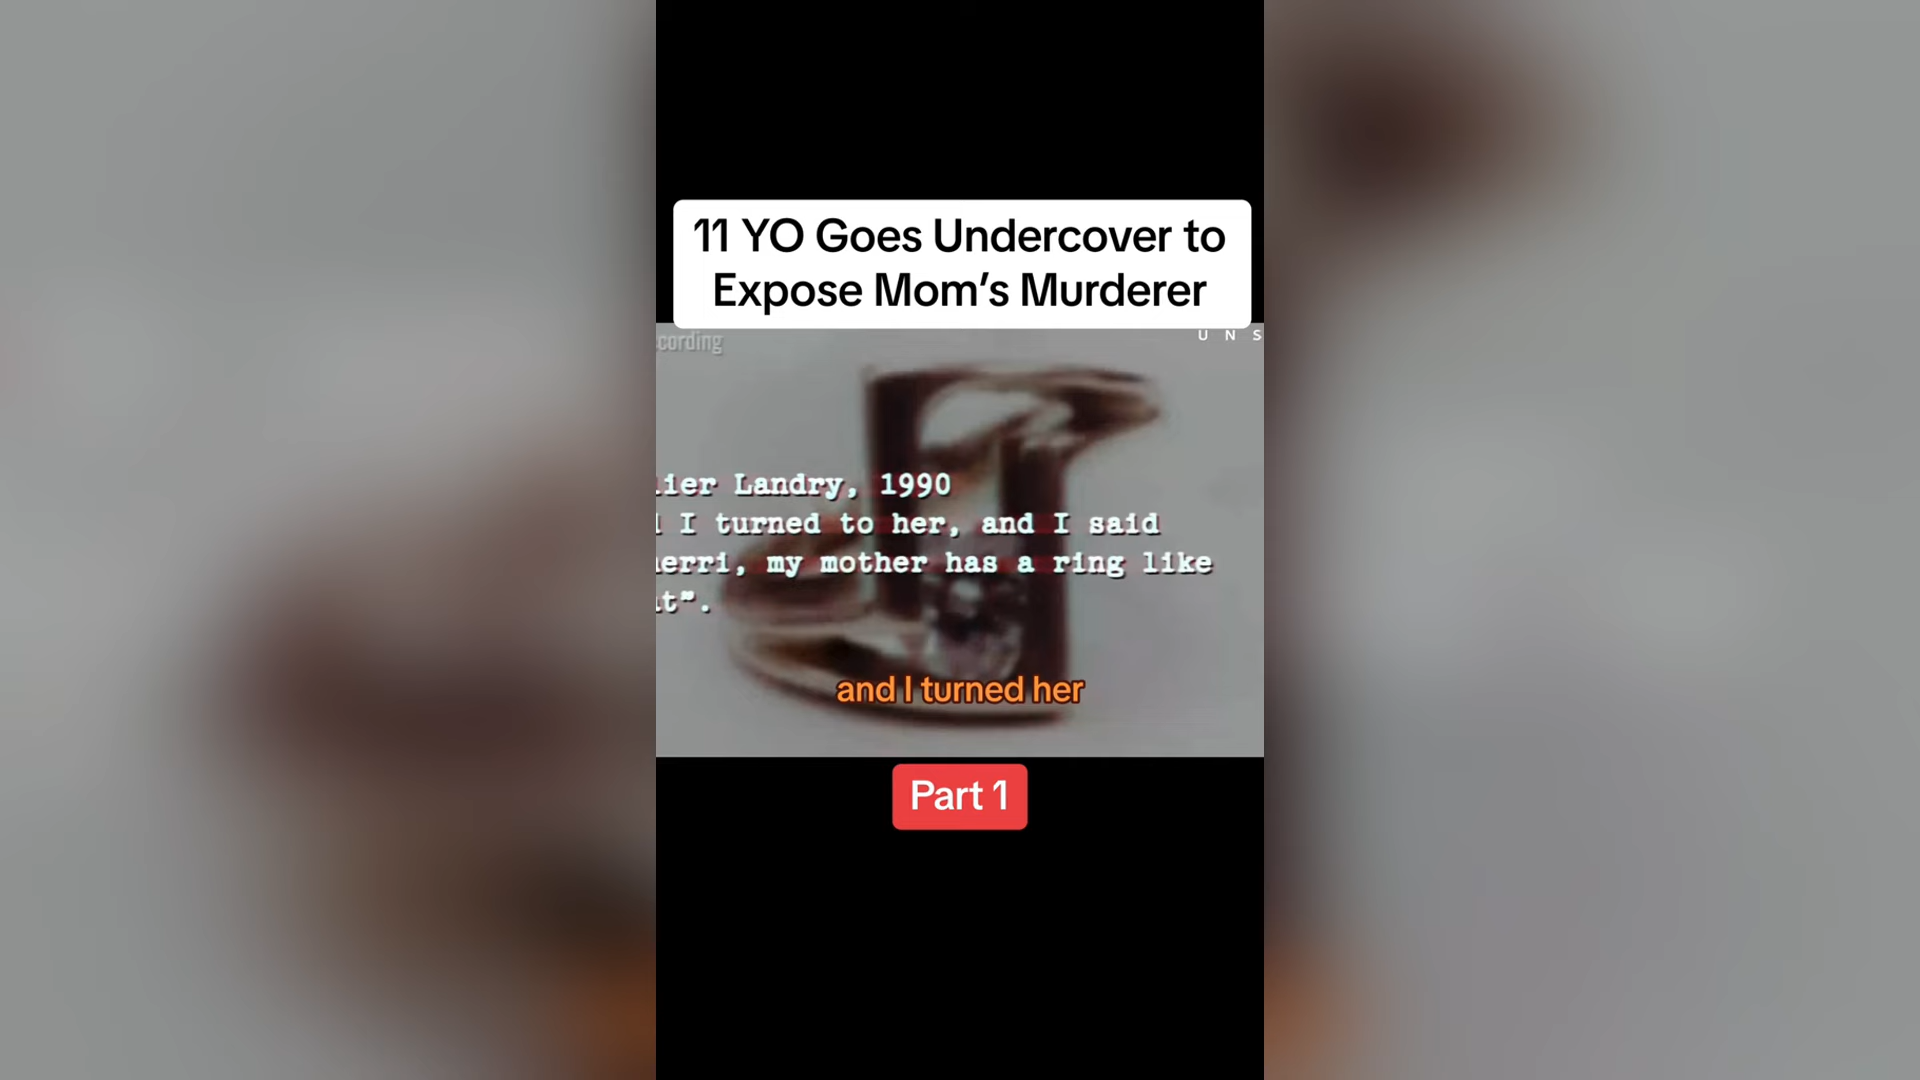 11 YO Goes Undercover to
Expose Mom's Murderer
cording
U N S
lier Landry, 1990
I turned to her, and I said
erri, my mother has a ring like
t".
and I turned her
Part 1